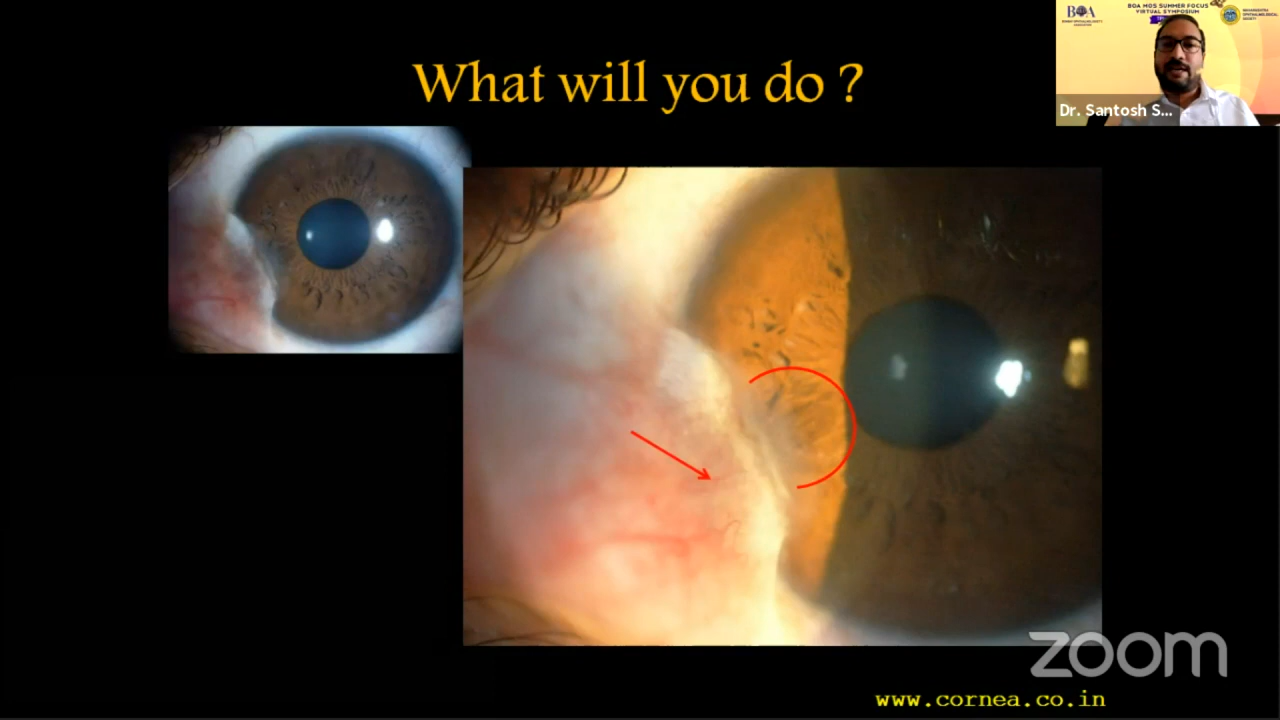 What will you do ?
BOA
BOA MOS SUMMER FOCUS
VIRTUAL SYMPOSIUM
Dr. Santosh S...
zoom
www.cornea.co.in